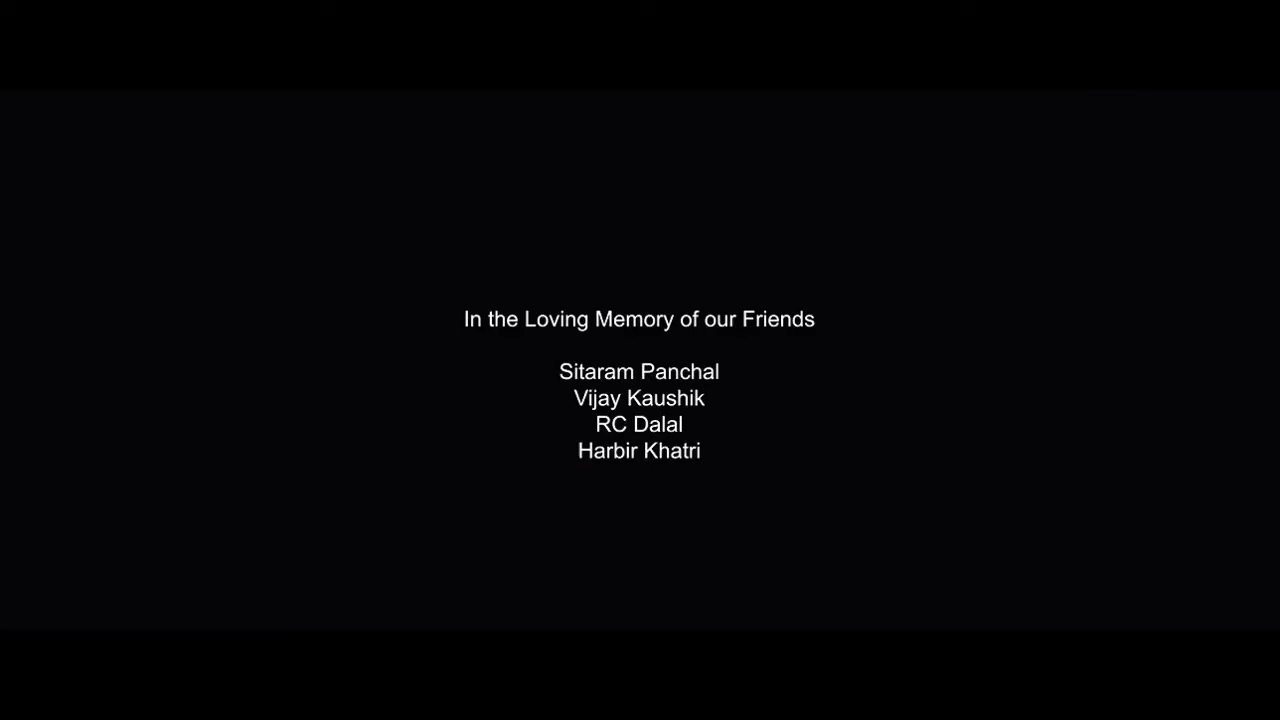 In the Loving Memory of our Friends
Sitaram Panchal
Vijay Kaushik
RC Dalal
Harbir Khatri